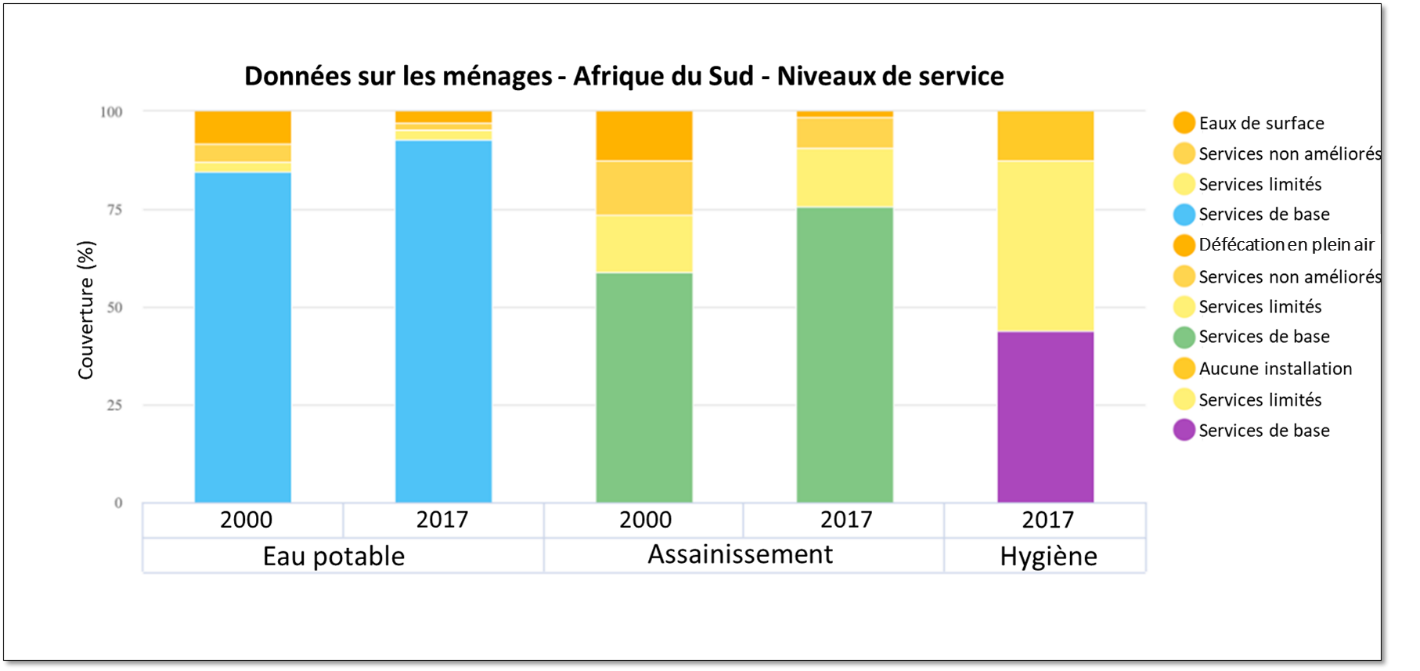 Données sur les ménages - Afrique du Sud - Niveaux de service
Couverture (%)
100
75
50
25
0
2000
2017
2000
2017
2017
Eau potable
Assainissement
Hygiène
Eaux de surface
Services non améliorés
Services limités
Services de base
Défécation en plein air
Services non améliorés
Services limités
Services de base
Aucune installation
Services limités
Services de base